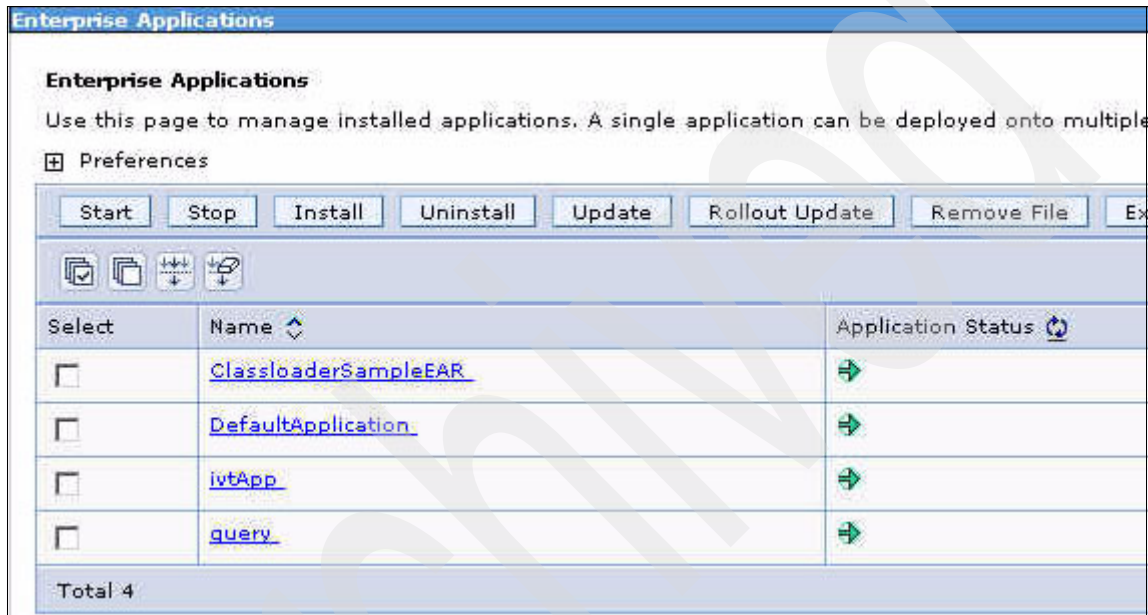 Enterprise Applications
Enterprise Applications
Use this page to manage installed applications. A single application can be deployed onto multiple
Preferences
Start Stop Install Uninstall Update Rollout Update Remove File Ex
Select Name Application Status
ClassloaderSampleEAR
DefaultApplication
ivtApp
query
Total 4